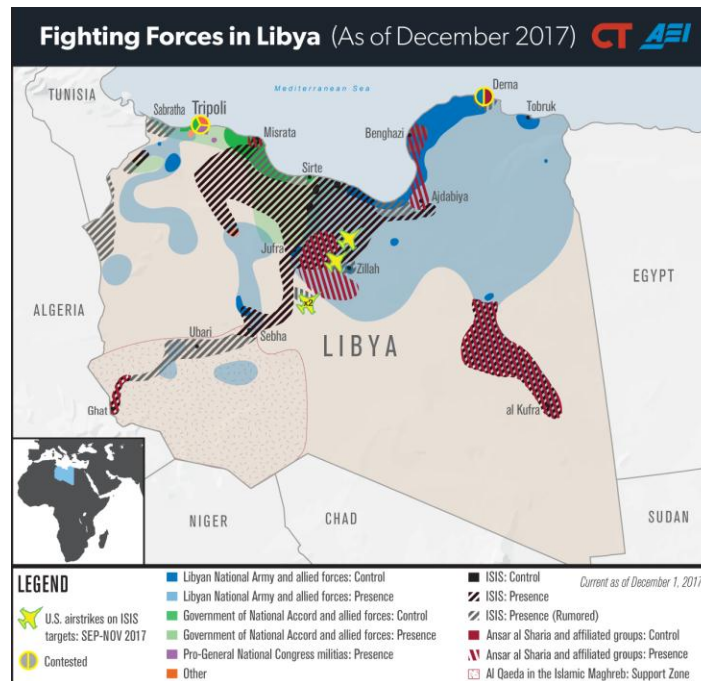 Fighting Forces in Libya (As of December 2017) CT AEI
Mediterranean Sea
TUNISIA
Sabratha
Tripoli
Misrata
Sirte
Benghazi
Derna
Tobruk
Ajdabiya
Jufra
Zillah
x2
ALGERIA
EGYPT
Ubari
Sebha
LIBYA
Ghat
al Kufra
NIGER
CHAD
SUDAN
LEGEND
U.S. airstrikes on ISIS
targets: SEP-NOV 2017
Contested
Libyan National Army and allied forces: Control
Libyan National Army and allied forces: Presence
Government of National Accord and allied forces: Control
Government of National Accord and allied forces: Presence
Pro-General National Congress militias: Presence
Other
ISIS: Control
ISIS: Presence
ISIS: Presence (Rumored)
Ansar al Sharia and affiliated groups: Control
Ansar al Sharia and affiliated groups: Presence
Al Qaeda in the Islamic Maghreb: Support Zone
Current as of December 1, 2017